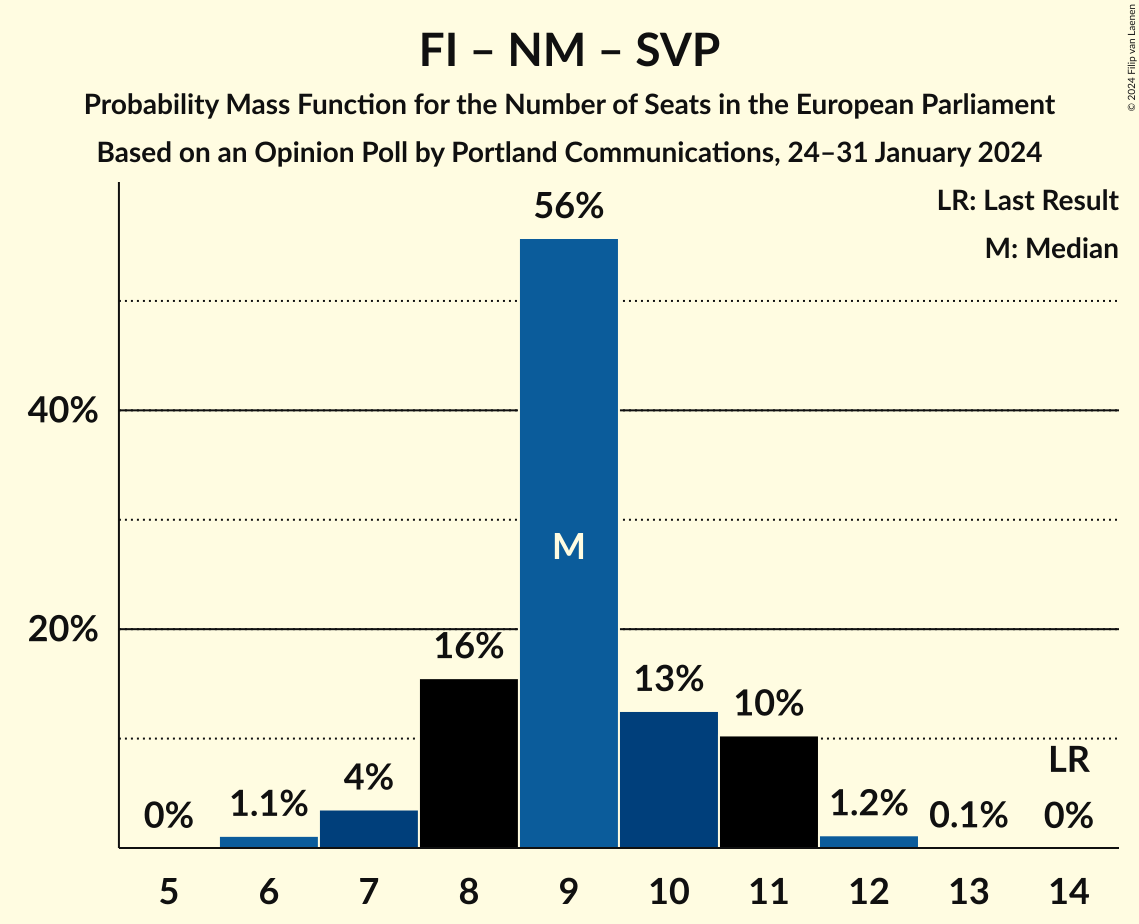 FI – NM – SVP
Probability Mass Function for the Number of Seats in the European Parliament
Based on an Opinion Poll by Portland Communications, 24–31 January 2024
© 2024 Filip van Laenen
LR: Last Result
M: Median
56%
40%
M
20%
16%
13%
10%
LR
4%
0%
1.1%
1.2%
0.1%
0%
5 6 7 8 9 10 11 12 13 14